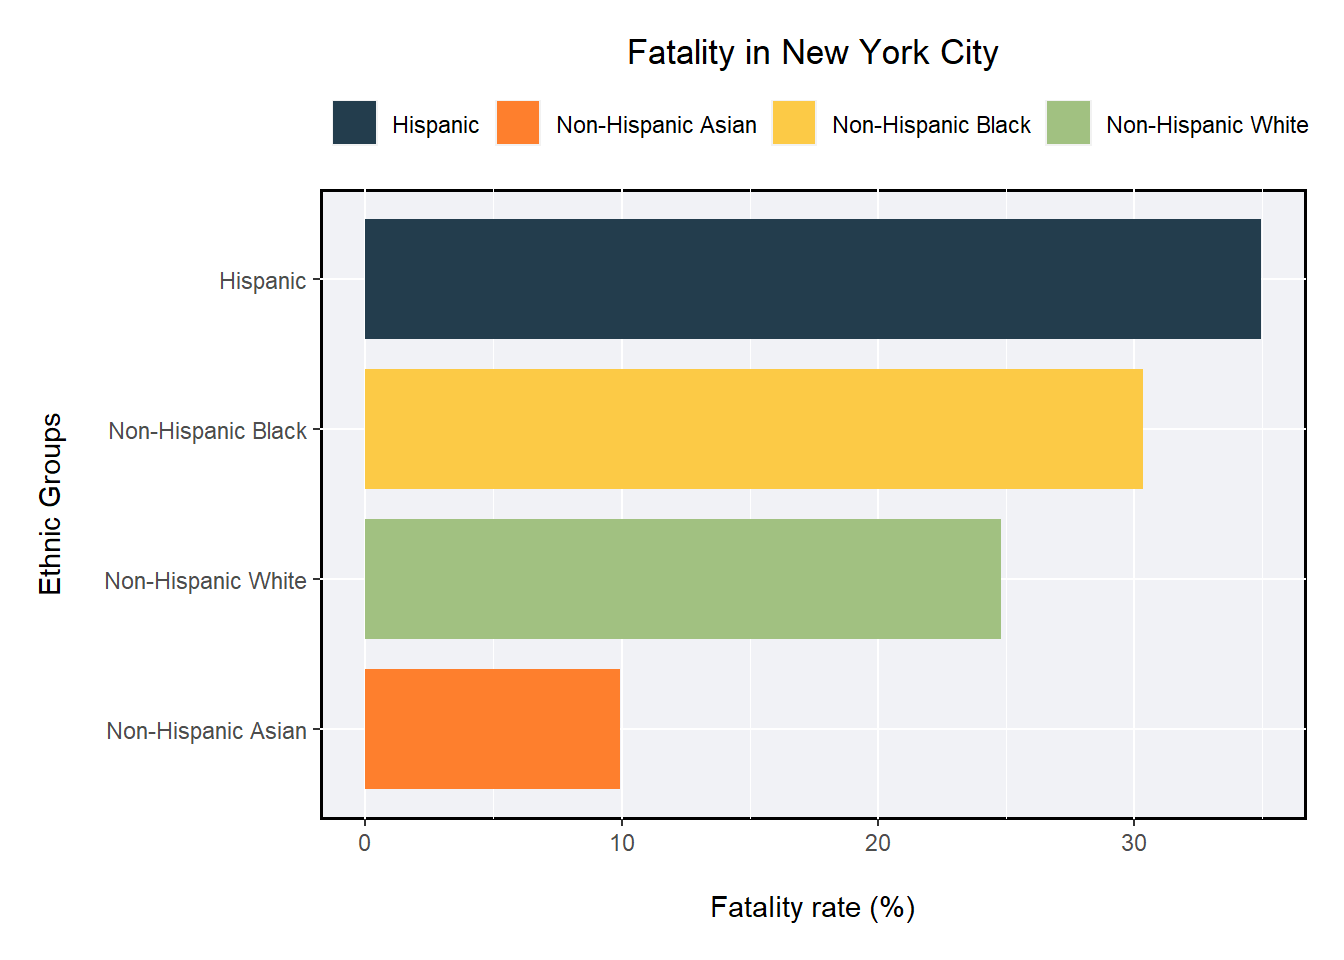 Fatality in New York City
Hispanic Non-Hispanic Asian Non-Hispanic Black Non-Hispanic White
Ethnic Groups
Hispanic
Non-Hispanic Black
Non-Hispanic White
Non-Hispanic Asian
0 10 20 30
Fatality rate (%)